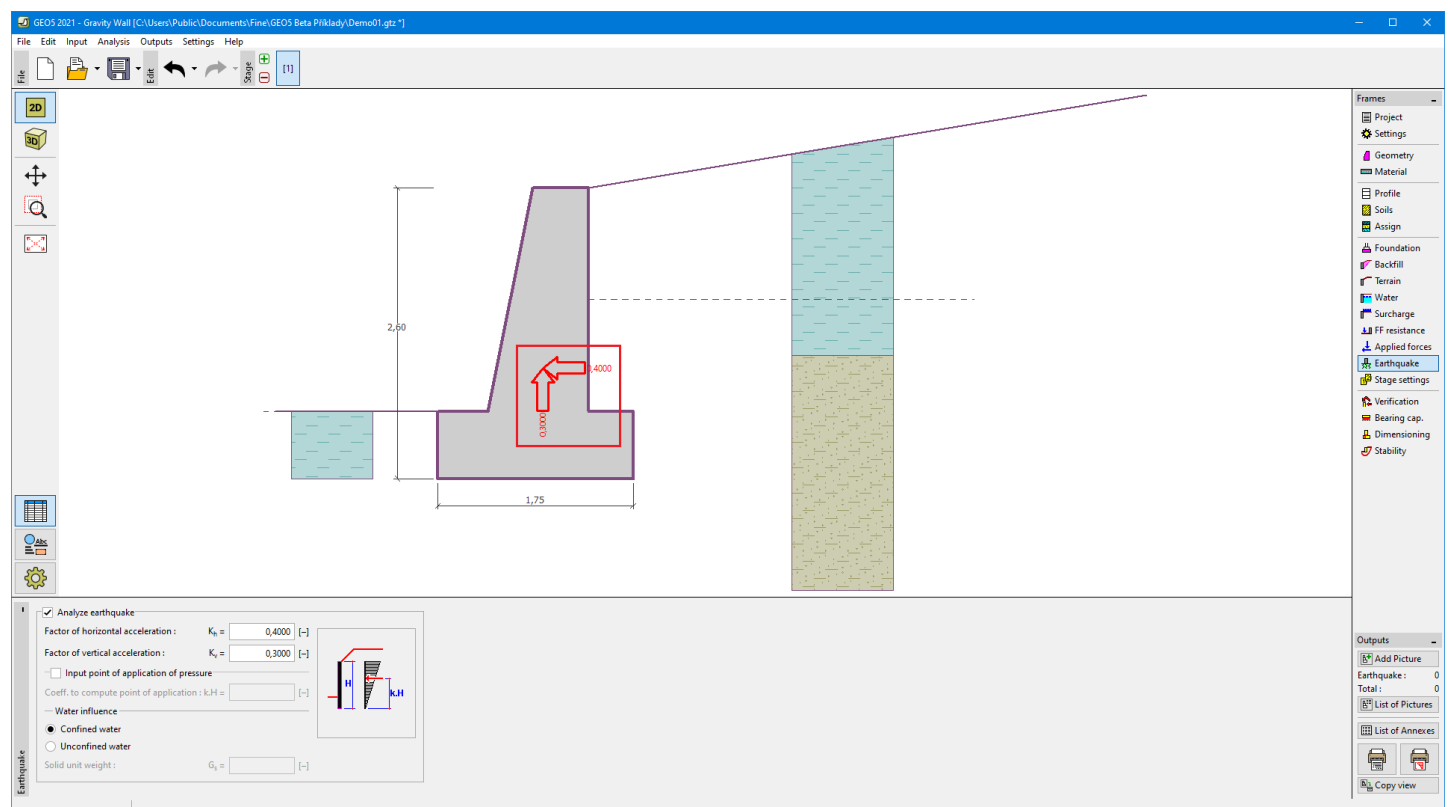 GEO5 2021 - Gravity Wall [C:\Users\Public\Documents\Fine\GEO5 Beta Příklady\Demo01.gtz *]
File Edit Input Analysis Outputs Settings Help
File
Edit
Stage
[1]
2D
3D
Abc
2,60
0,4000
0,3000
1,75
Frames
Project
Settings
Geometry
Material
Profile
Soils
Assign
Foundation
Backfill
Terrain
Water
Surcharge
FF resistance
Applied forces
Earthquake
Stage settings
Verification
Bearing cap.
Dimensioning
Stability
Earthquake
Analyze earthquake
Factor of horizontal acceleration : Kh = 0,4000 [–]
Factor of vertical acceleration : Kv = 0,3000 [–]
Input point of application of pressure
Coeff. to compute point of application : k.H = [–]
Water influence
Confined water
Unconfined water
Solid unit weight : Gs = [–]
H
k.H
Outputs
Add Picture
Earthquake : 0
Total : 0
List of Pictures
List of Annexes
Copy view